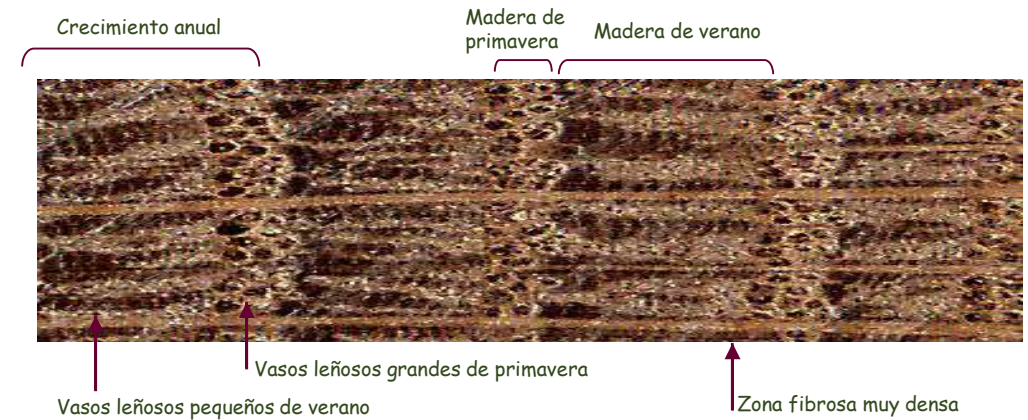 Crecimiento anual
Madera de
primavera
Madera de verano
Vasos leñosos grandes de primavera
Vasos leñosos pequeños de verano
Zona fibrosa muy densa